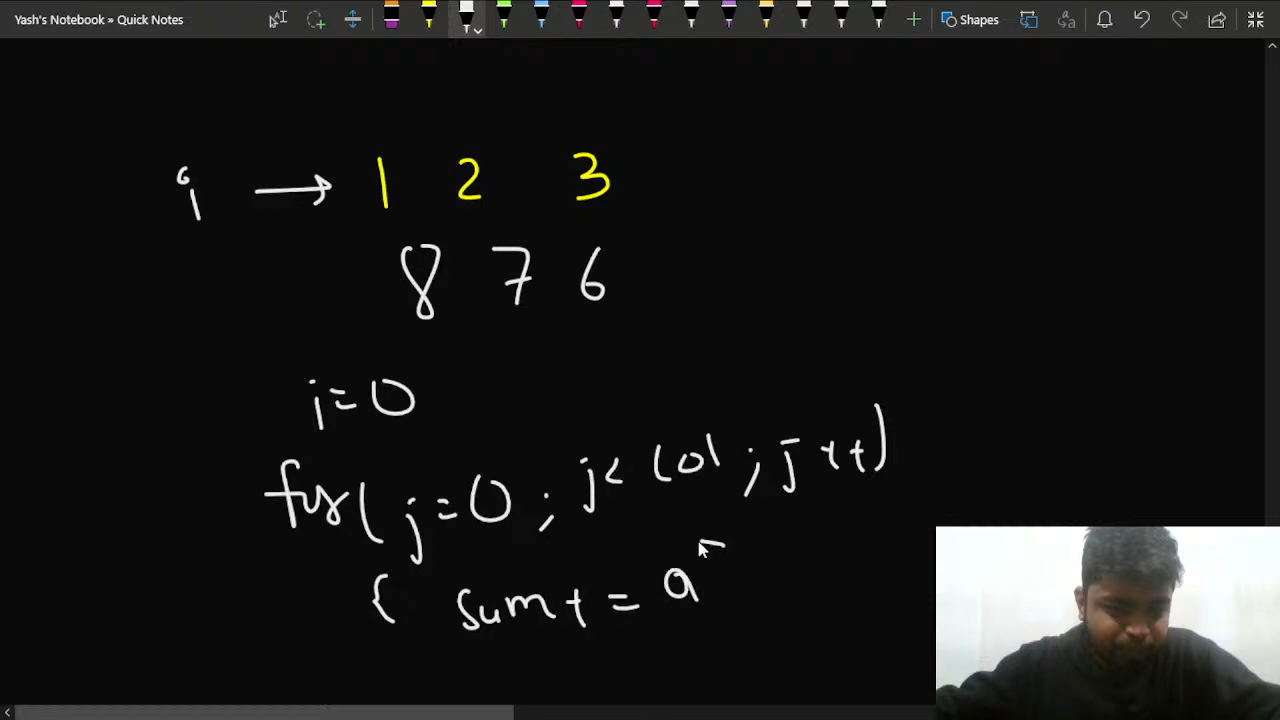 Yash's Notebook » Quick Notes
Shapes
i → 1 2 3
8 7 6
i=0
for( j=0 ; j< col ; j++)
{ sum+ = a[